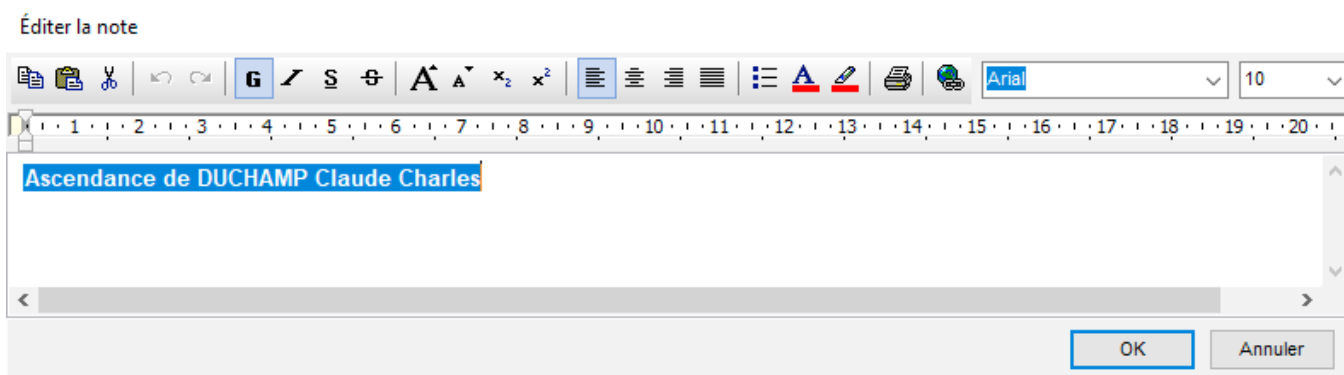 Éditer la note
G I S S A A x₂ x² A Arial 10
1 2 3 4 5 6 7 8 9 10 11 12 13 14 15 16 17 18 19 20
Ascendance de DUCHAMP Claude Charles
OK Annuler